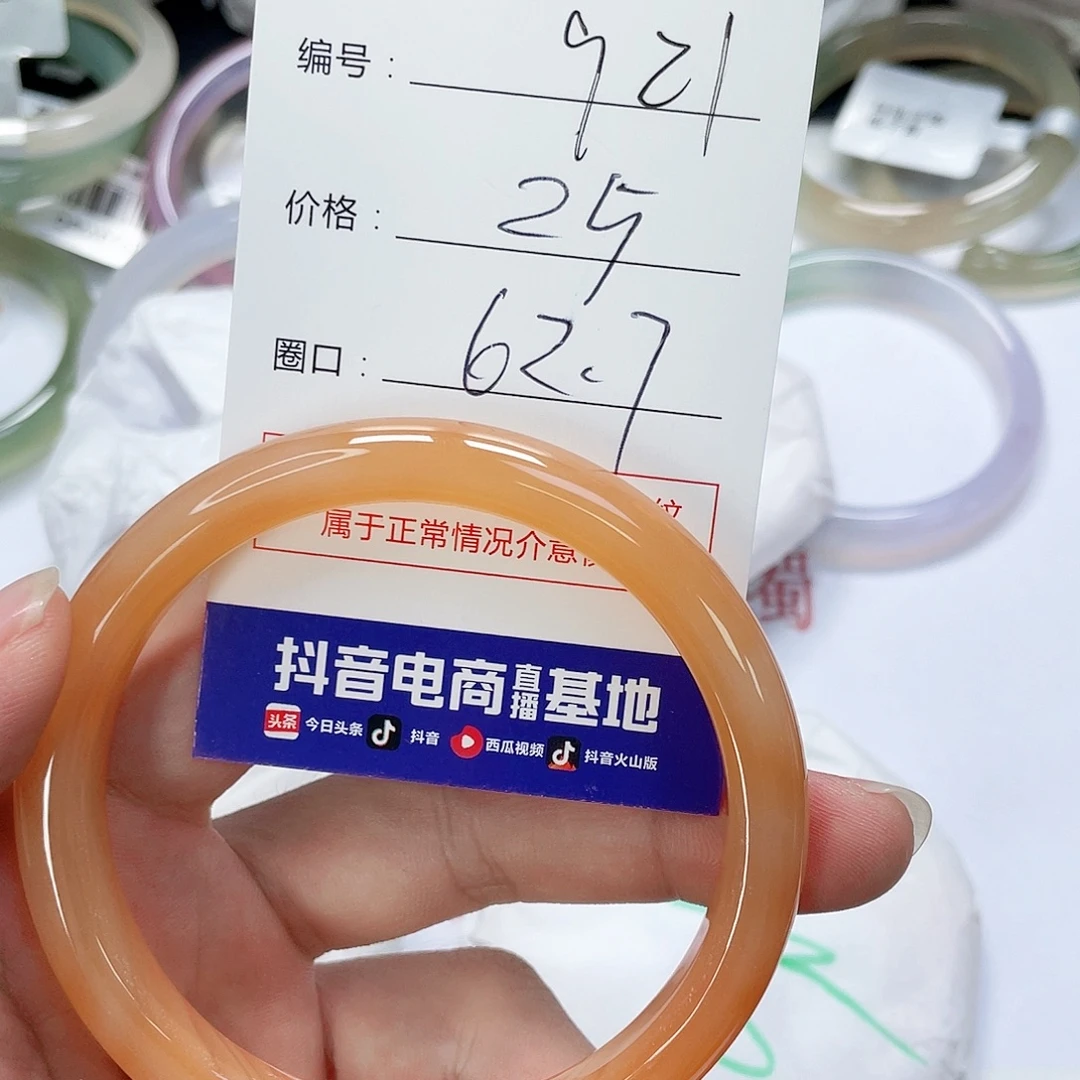 编号：921
价格：25
圈口：62.7
纹
属于正常情况介意
抖音电商直播基地
头条 今日头条 抖音 西瓜视频 抖音火山版